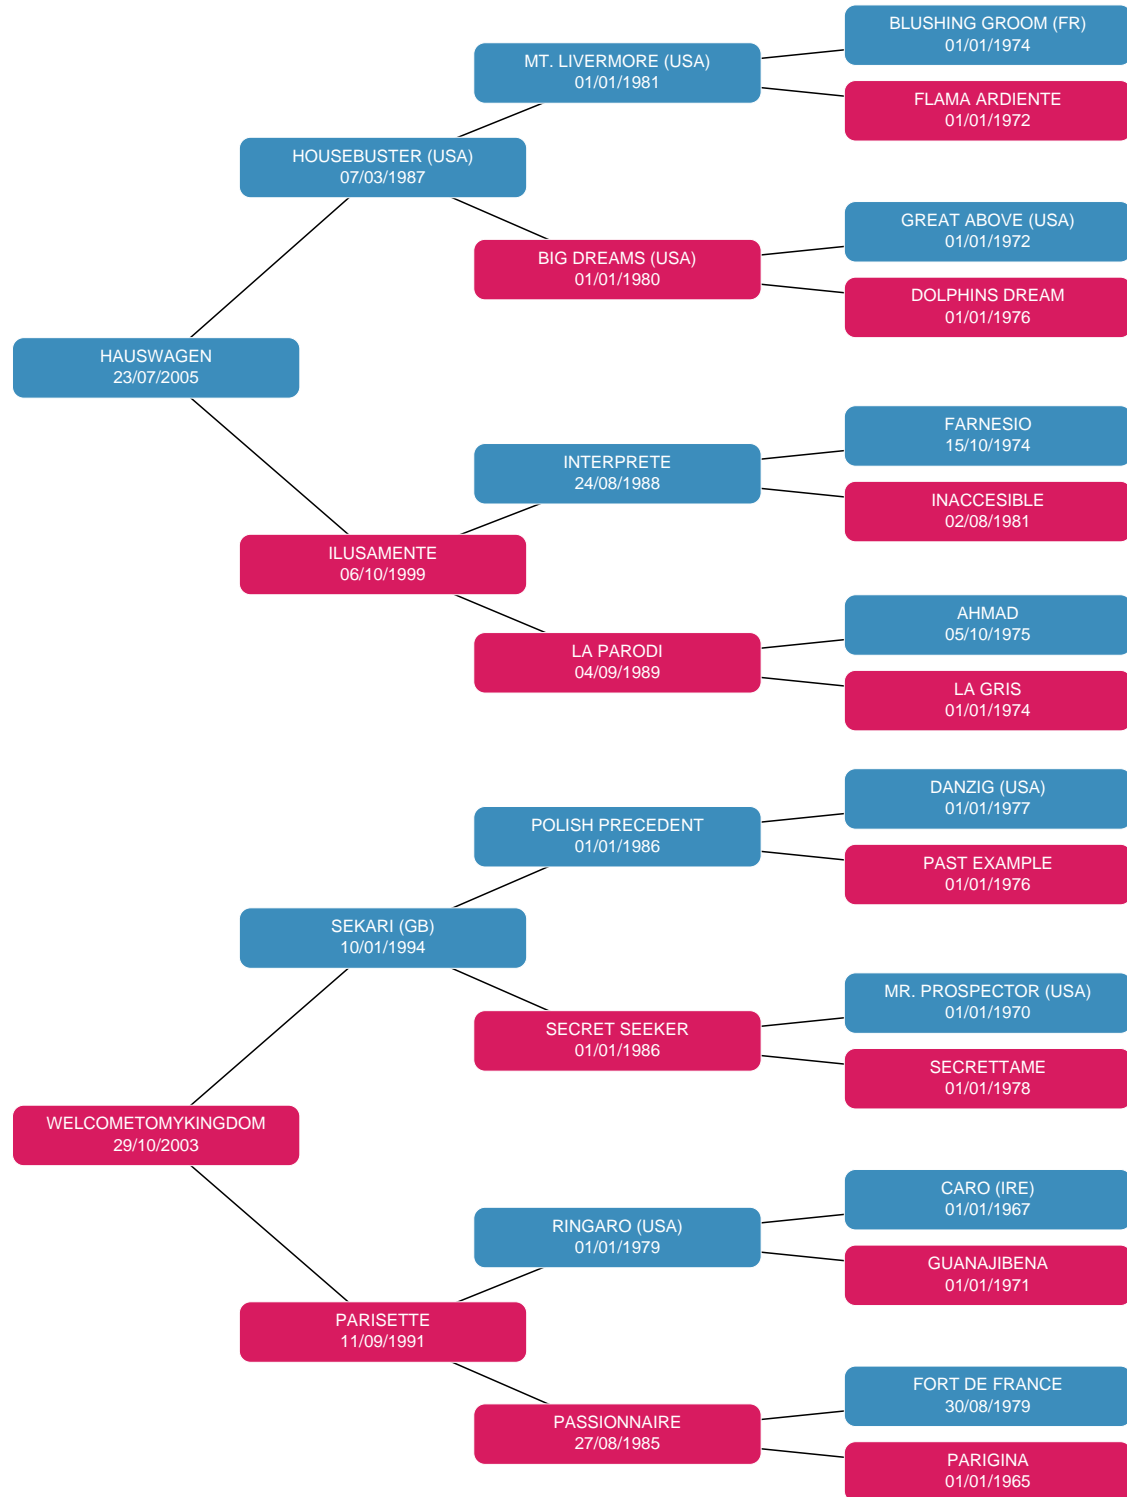 BLUSHING GROOM (FR)
01/01/1974
MT. LIVERMORE (USA)
01/01/1981
FLAMA ARDIENTE
01/01/1972
HOUSEBUSTER (USA)
07/03/1987
GREAT ABOVE (USA)
01/01/1972
BIG DREAMS (USA)
01/01/1980
DOLPHINS DREAM
01/01/1976
HAUSWAGEN
23/07/2005
FARNESIO
15/10/1974
INTERPRETE
24/08/1988
INACCESIBLE
02/08/1981
ILUSAMENTE
06/10/1999
AHMAD
05/10/1975
LA PARODI
04/09/1989
LA GRIS
01/01/1974
DANZIG (USA)
01/01/1977
POLISH PRECEDENT
01/01/1986
PAST EXAMPLE
01/01/1976
SEKARI (GB)
10/01/1994
MR. PROSPECTOR (USA)
01/01/1970
SECRET SEEKER
01/01/1986
SECRETTAME
01/01/1978
WELCOMETOMYKINGDOM
29/10/2003
CARO (IRE)
01/01/1967
RINGARO (USA)
01/01/1979
GUANAJIBENA
01/01/1971
PARISETTE
11/09/1991
FORT DE FRANCE
30/08/1979
PASSIONNAIRE
27/08/1985
PARIGINA
01/01/1965